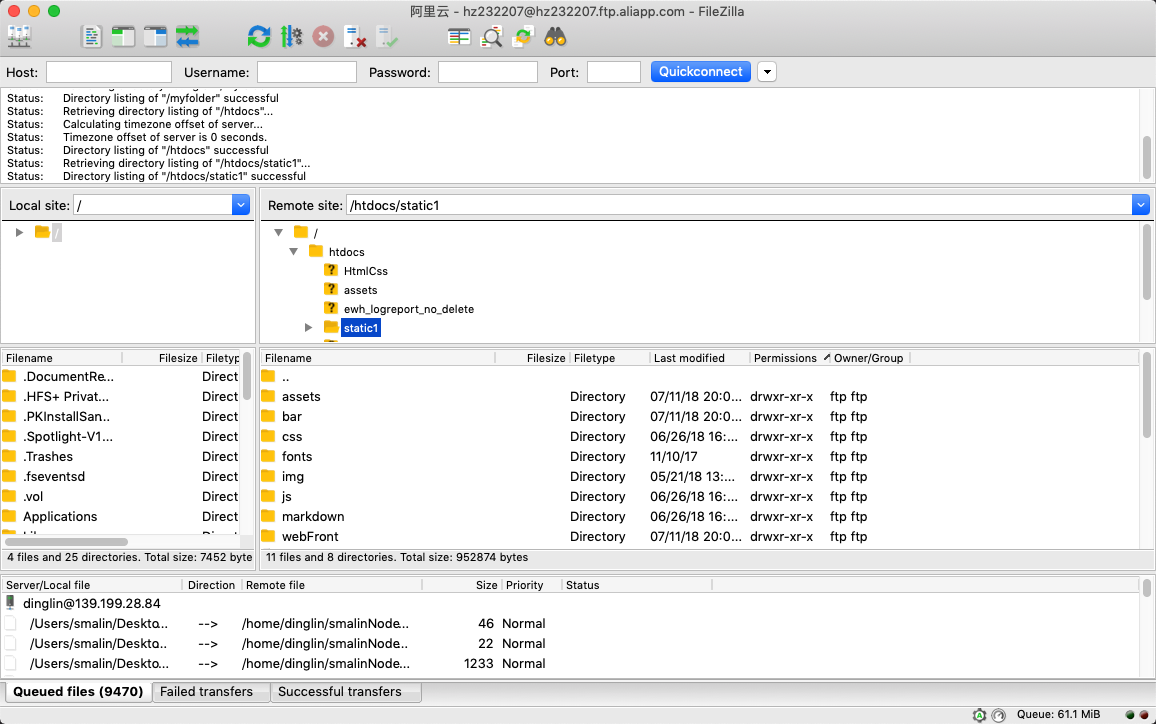 阿里云 - hz232207@hz232207.ftp.aliapp.com - FileZilla
Host: Username: Password: Port: Quickconnect
Status: Directory listing of "/myfolder" successful
Status: Retrieving directory listing of "/htdocs"...
Status: Calculating timezone offset of server...
Status: Timezone offset of server is 0 seconds.
Status: Directory listing of "/htdocs" successful
Status: Retrieving directory listing of "/htdocs/static1"...
Status: Directory listing of "/htdocs/static1" successful
Local site: /
Remote site: /htdocs/static1
/
/
htdocs
? HtmlCss
? assets
? ewh_logreport_no_delete
static1
Filename Filesize Filetyp
.DocumentRe... Direct
.HFS+ Privat... Direct
.PKInstallSan... Direct
.Spotlight-V1... Direct
.Trashes Direct
.fseventsd Direct
.vol Direct
Applications Direct
4 files and 25 directories. Total size: 7452 byte
Filename Filesize Filetype Last modified Permissions Owner/Group
..
assets Directory 07/11/18 20:0... drwxr-xr-x ftp ftp
bar Directory 07/11/18 20:0... drwxr-xr-x ftp ftp
css Directory 06/26/18 16:... drwxr-xr-x ftp ftp
fonts Directory 11/10/17 drwxr-xr-x ftp ftp
img Directory 05/21/18 13:... drwxr-xr-x ftp ftp
js Directory 06/26/18 16:... drwxr-xr-x ftp ftp
markdown Directory 06/26/18 16:... drwxr-xr-x ftp ftp
webFront Directory 07/11/18 20:0... drwxr-xr-x ftp ftp
11 files and 8 directories. Total size: 952874 bytes
Server/Local file Direction Remote file Size Priority Status
dinglin@139.199.28.84
/Users/smalin/Deskto... --> /home/dinglin/smalinNode... 46 Normal
/Users/smalin/Deskto... --> /home/dinglin/smalinNode... 22 Normal
/Users/smalin/Deskto... --> /home/dinglin/smalinNode... 1233 Normal
Queued files (9470) Failed transfers Successful transfers
Queue: 61.1 MiB